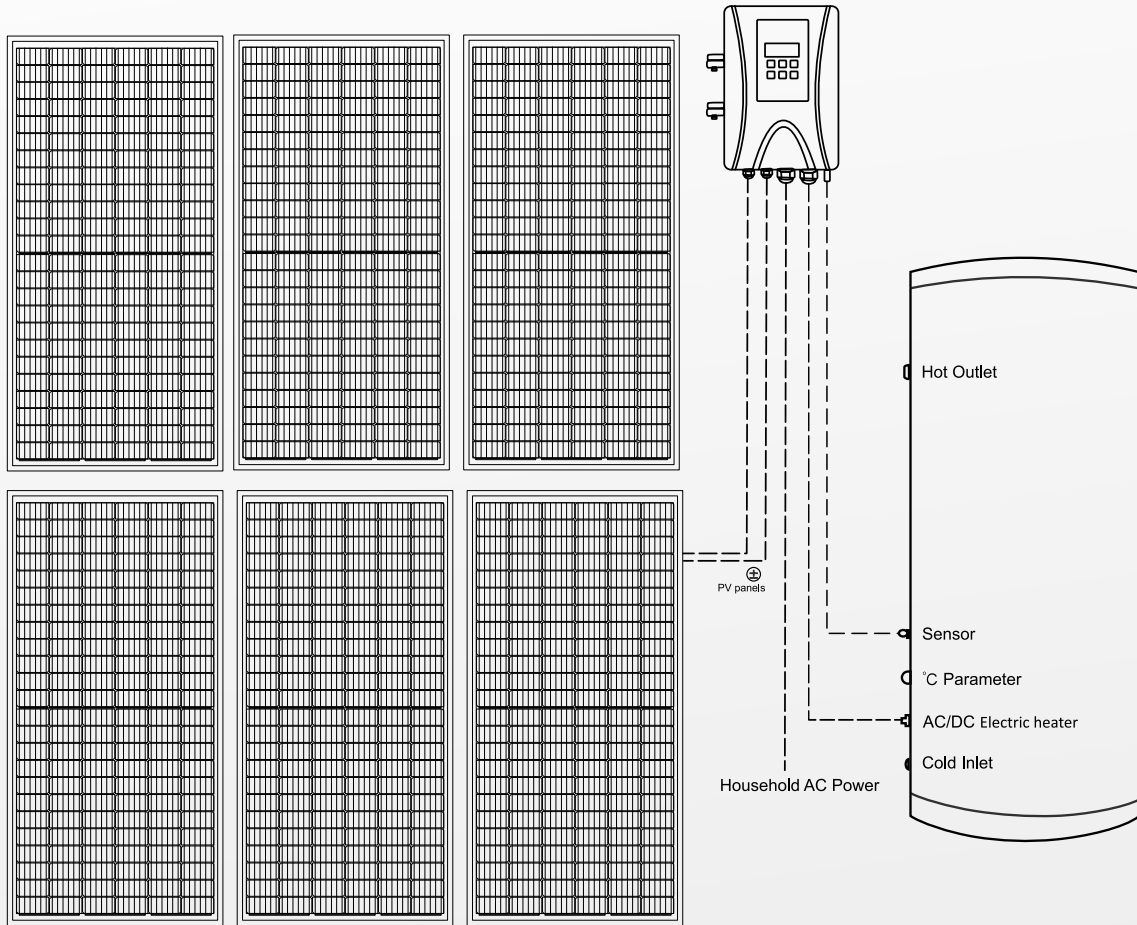 Hot Outlet
PV panels
Sensor
°C Parameter
AC/DC Electric heater
Cold Inlet
Household AC Power